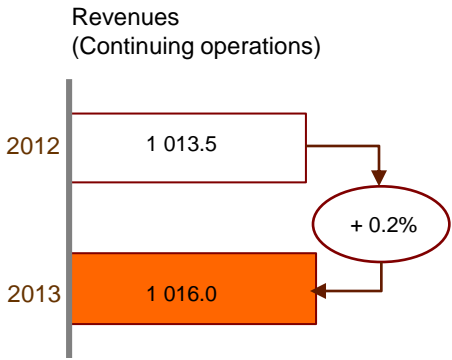 Revenues
(Continuing operations)
2012
1 013.5
+ 0.2%
2013
1 016.0